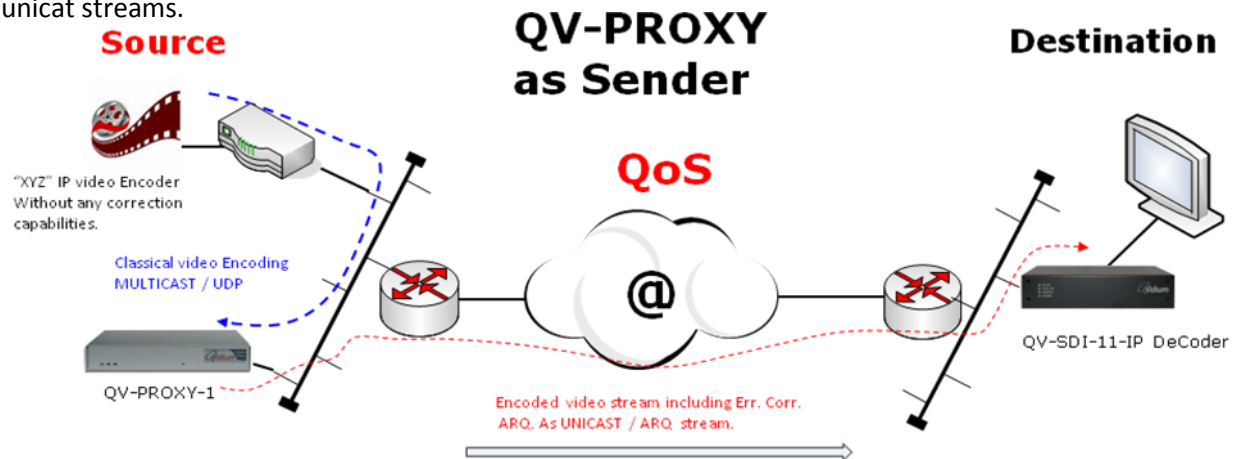 unicat streams.
Source
QV-PROXY
as Sender
Destination
"XYZ" IP video Encoder
Without any correction
capabilities.
QoS
@
Classical video Encoding
MULTICAST / UDP
QV-PROXY-1
QV-SDI-11-IP DeCoder
Encoded video stream including Err. Corr.
ARQ, As UNICAST / ARQ stream.